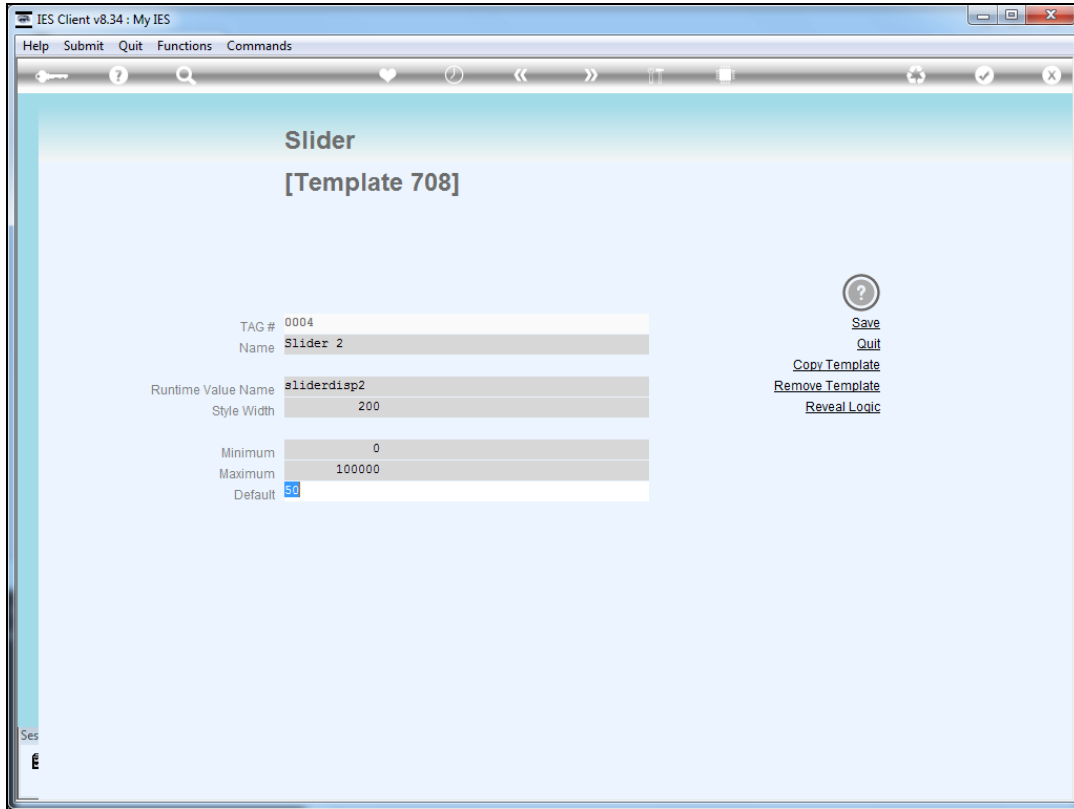 IES Client v8.34 : My IES
Help Submit Quit Functions Commands
Slider
[Template 708]
TAG # 0004
Save
Name Slider 2
Quit
Copy Template
Runtime Value Name sliderdisp2
Remove Template
Style Width 200
Reveal Logic
Minimum 0
Maximum 100000
Default 50
Ses